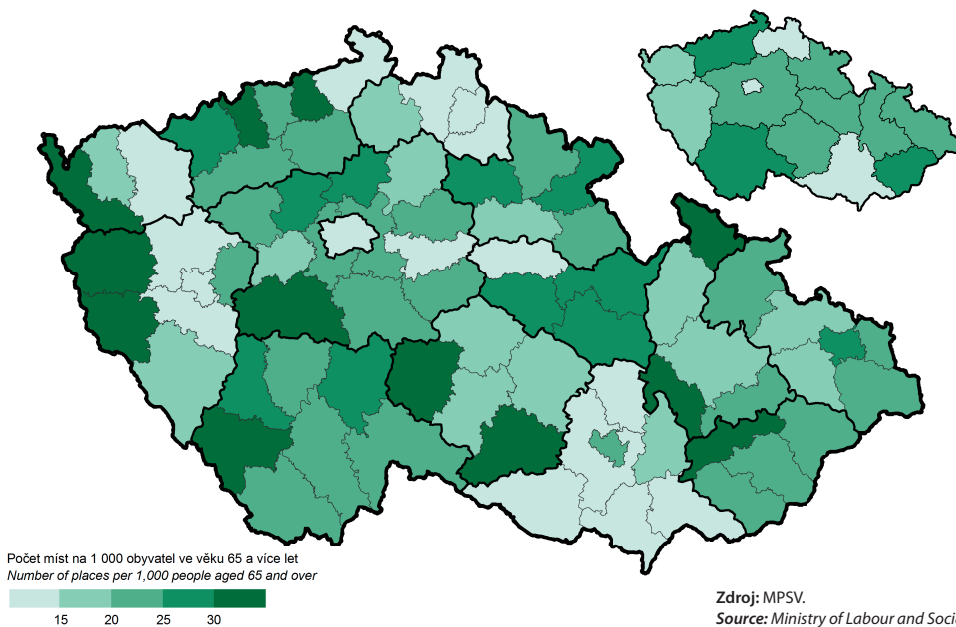 Počet míst na 1 000 obyvatel ve věku 65 a více let
Number of places per 1,000 people aged 65 and over
15 20 25 30
Zdroj: MPSV.
Source: Ministry of Labour and Socie